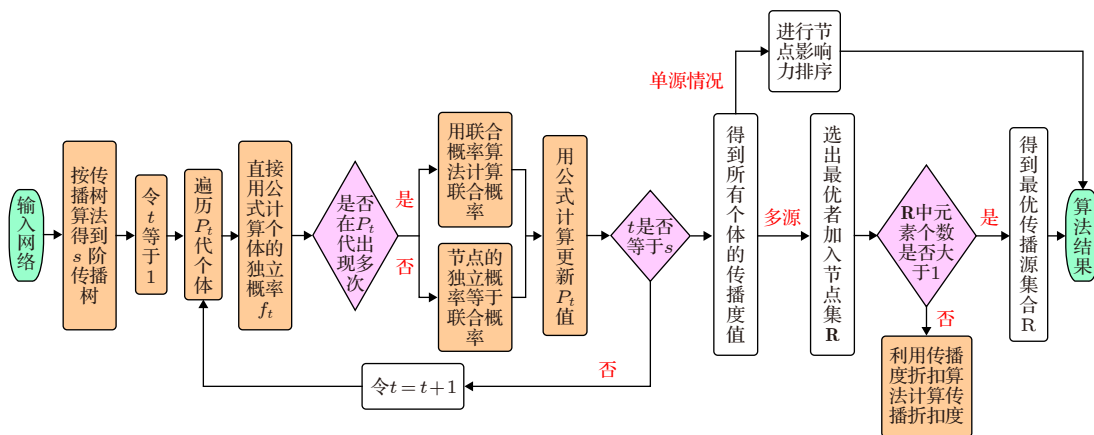 输入网络
按传
播树
算法
得到
s阶
传播
树
令
t
等
于
1
遍
历
P_t
代
个
体
直接
用公
式计
算个
体的
独立
概率
f_t
是否
在P_t
代出
现多
次
是
否
用联合
概率算
法计算
联合概
率
节点的
独立概
率等于
联合概
率
用
公
式
计
算
更
新
P_t
值
t是否
等于s
否
令t=t+1
得
到
所
有
个
体
的
传
播
度
值
单源情况
进行节
点影响
力排序
多源
选
出
最
优
者
加
入
节
点
集
R
R中元
素个数
是否大
于1
是
否
利用传播
度折扣算
法计算传
播折扣度
得
到
最
优
传
播
源
集
合
R
算法结果